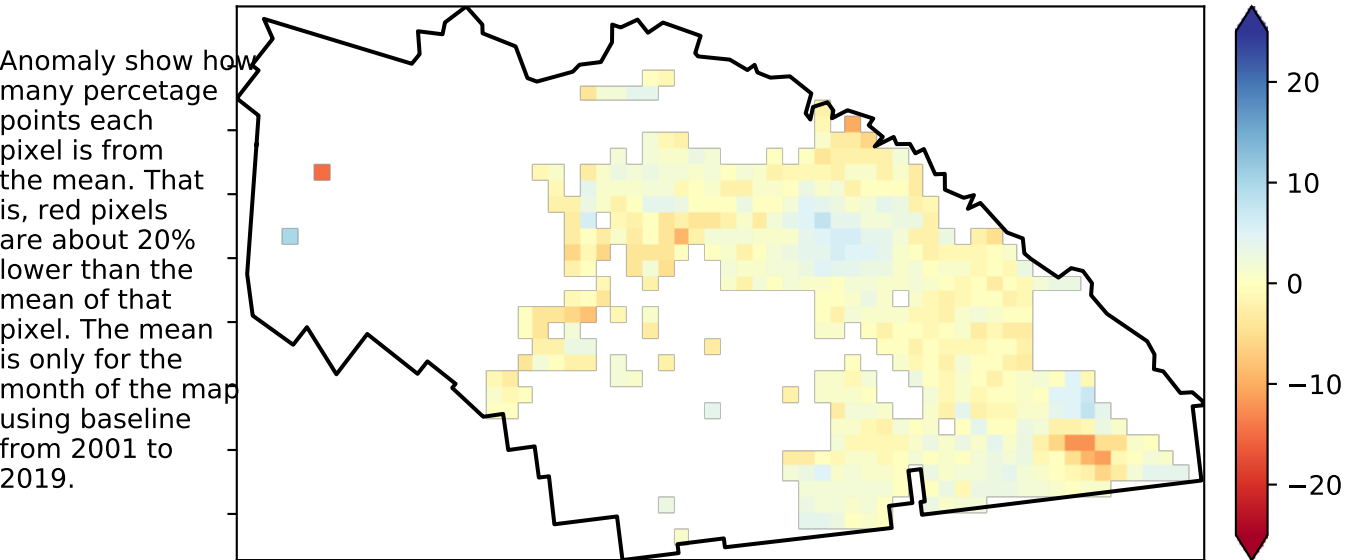 Anomaly show how
many percetage
points each
pixel is from
the mean. That
is, red pixels
are about 20%
lower than the
mean of that
pixel. The mean
is only for the
month of the map
using baseline
from 2001 to
2019.
20
10
0
−10
−20